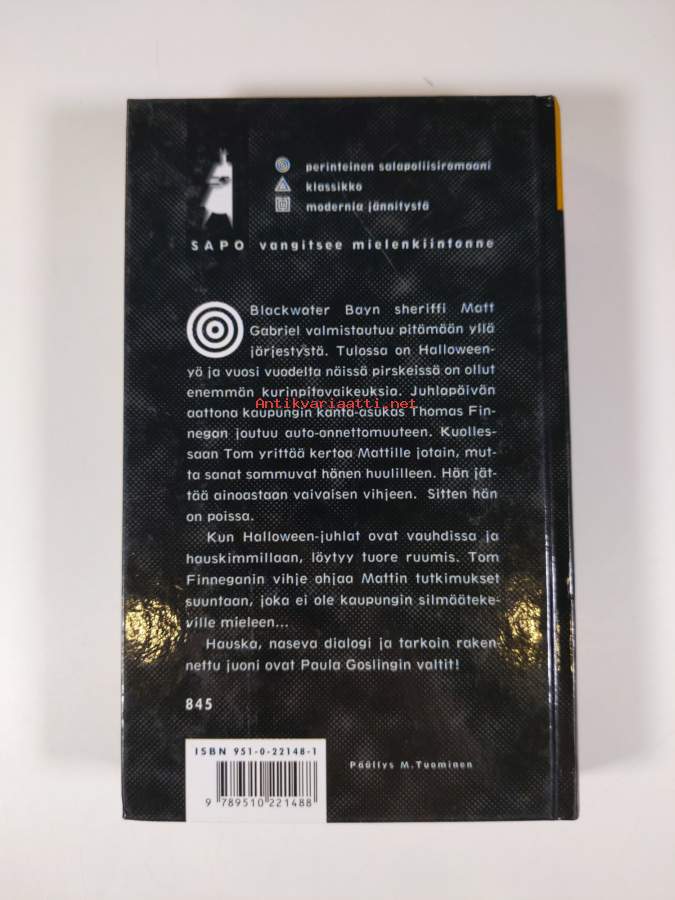 perinteinen salapoliisiromaani
klassikko
modernia jännitystä
SAPO vangitsee mielenkiintonne
Blackwater Bayn sheriffi Matt
Gabriel valmistautuu pitämään yllä
järjestystä. Tulossa on Halloween-
yö ja vuosi vuodelta näissä pirskeissä on ollut
enemmän kurinpitovaikeuksia. Juhlapäivän
Antikvariaatti.net
aattona kaupungin kanta-asukas Thomas Fin-
negan joutuu auto-onnettomuuteen. Kuolles-
saan Tom yrittää kertoa Mattille jotain, mut-
ta sanat sammuvat hänen huulilleen. Hän jät-
tää ainoastaan vaivaisen vihjeen. Sitten hän
on poissa.
Kun Halloween-juhlat ovat vauhdissa ja
hauskimmillaan, löytyy tuore ruumis. Tom
Finneganin vihje ohjaa Mattin tutkimukset
suuntaan, joka ei ole kaupungin silmäänteke-
ville mieleen...
Hauska, naseva dialogi ja tarkoin raken-
nettu juoni ovat Paula Goslingin valtit!
845
ISBN 951-0-22148-1
Päällys M.Tuominen
9 789510 221488